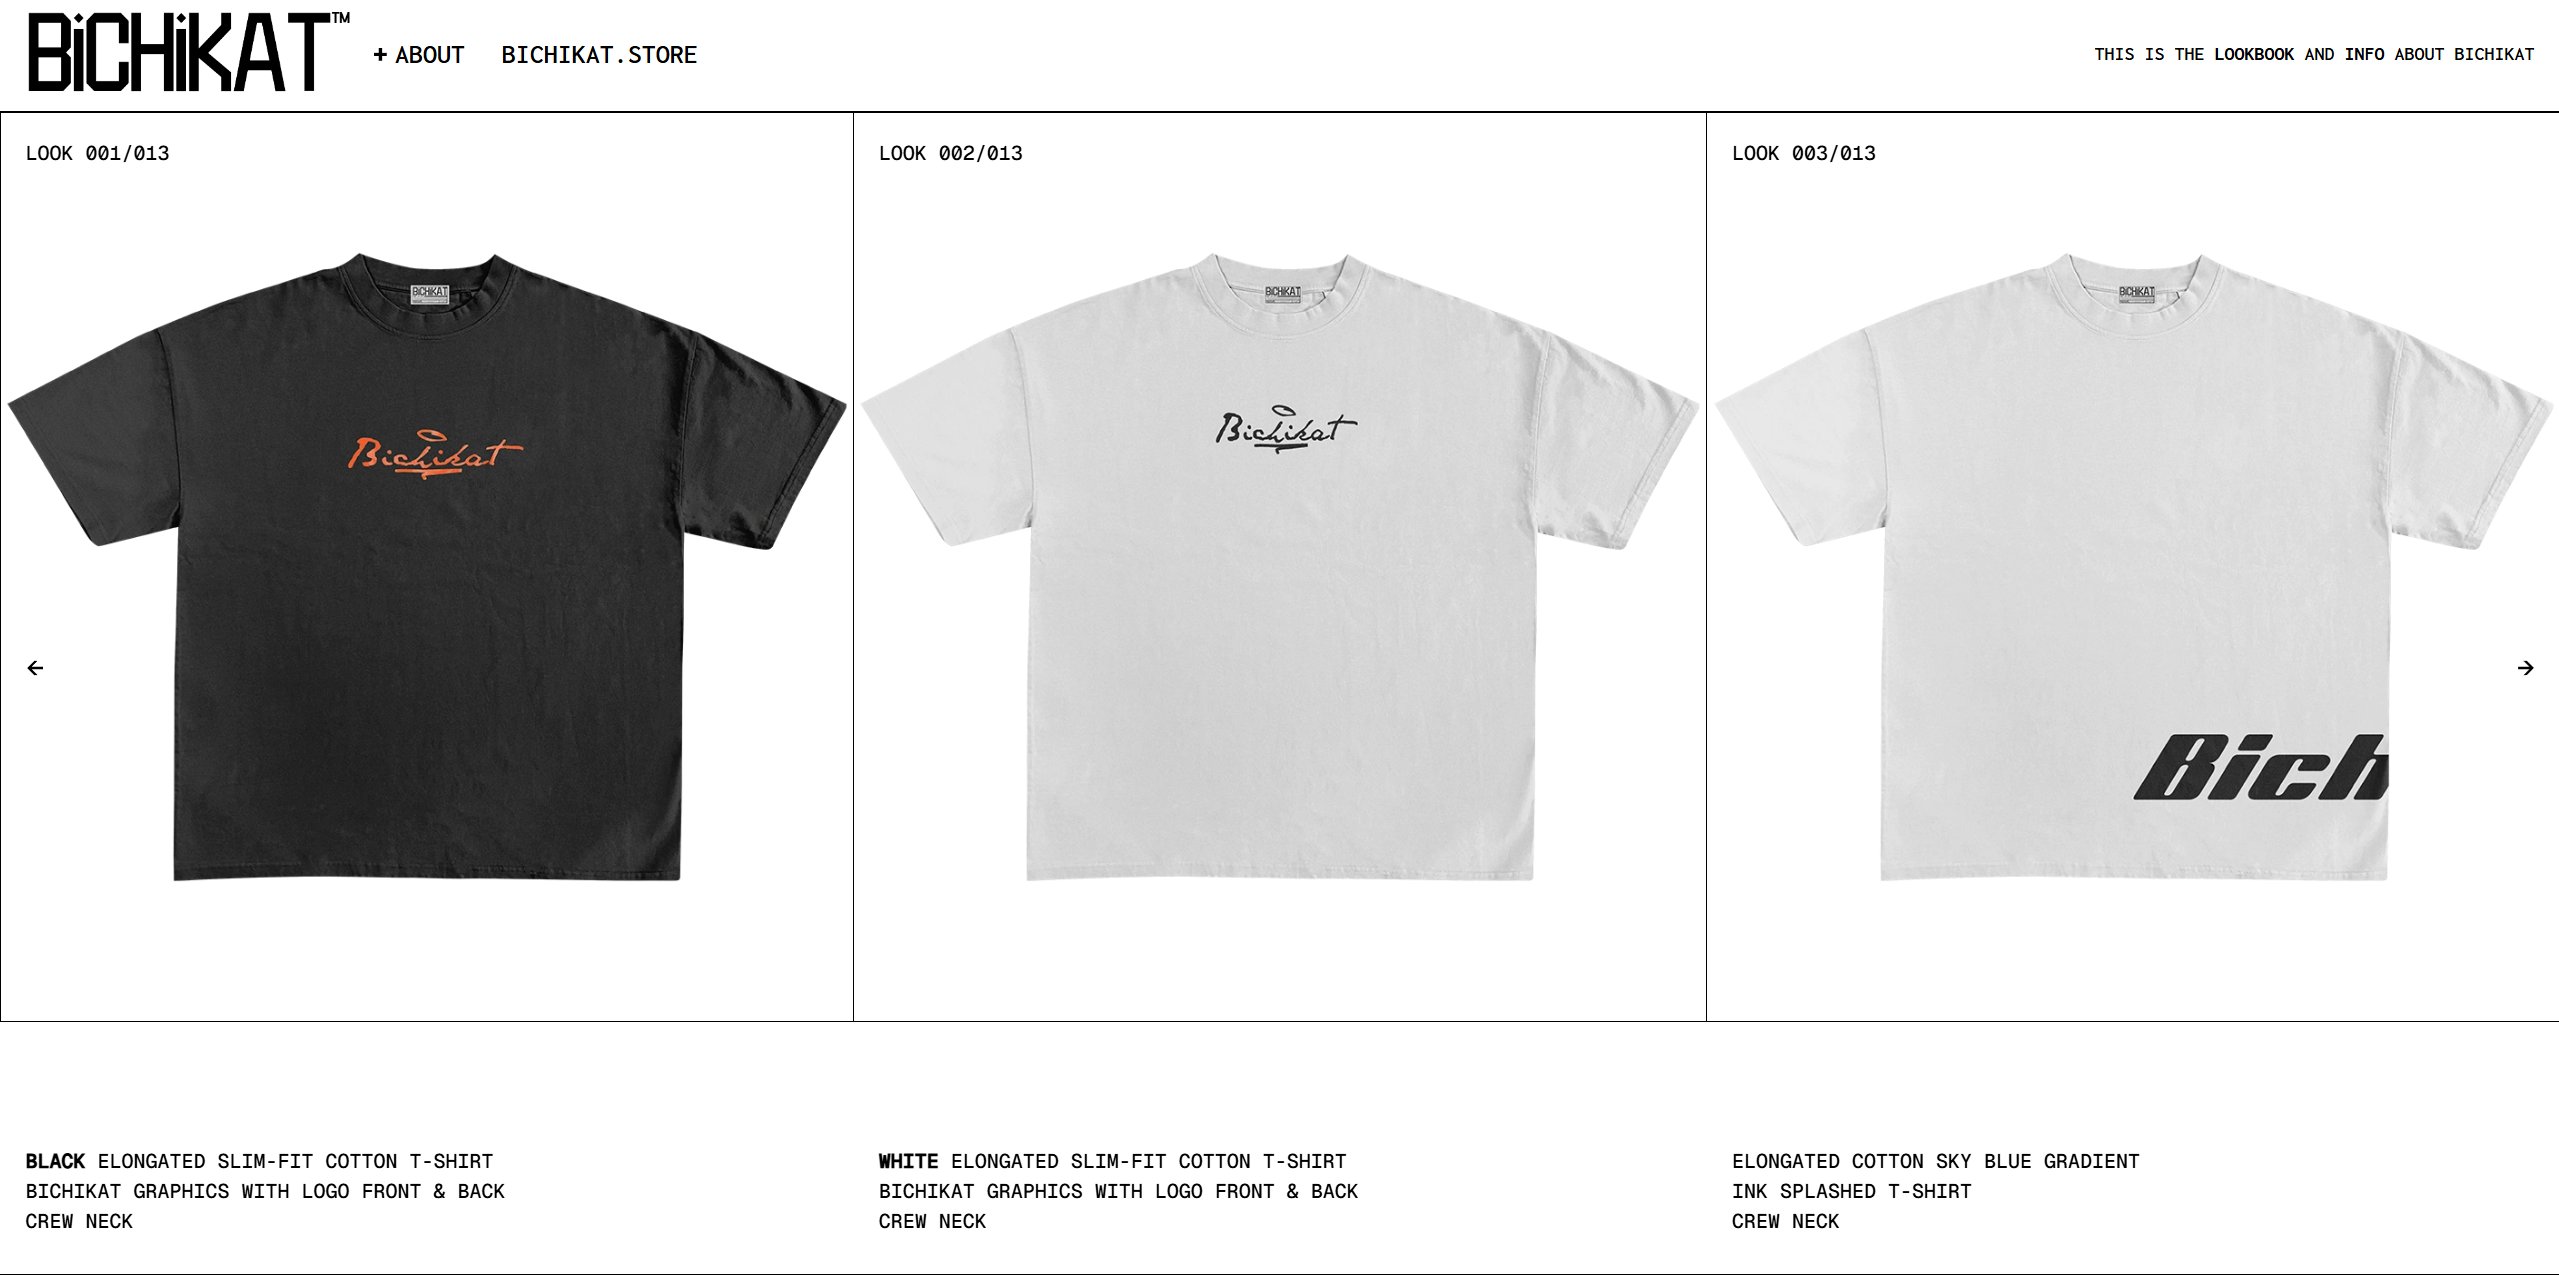 BiCHiKAT™
+ ABOUT BICHIKAT.STORE
THIS IS THE LOOKBOOK AND INFO ABOUT BICHIKAT
LOOK 001/013
LOOK 002/013
LOOK 003/013
BiCHiKAT
BiCHiKAT
BiCHiKAT
Bichikat
Bichikat
Bich
←
→
BLACK ELONGATED SLIM-FIT COTTON T-SHIRT
BICHIKAT GRAPHICS WITH LOGO FRONT & BACK
CREW NECK
WHITE ELONGATED SLIM-FIT COTTON T-SHIRT
BICHIKAT GRAPHICS WITH LOGO FRONT & BACK
CREW NECK
ELONGATED COTTON SKY BLUE GRADIENT
INK SPLASHED T-SHIRT
CREW NECK